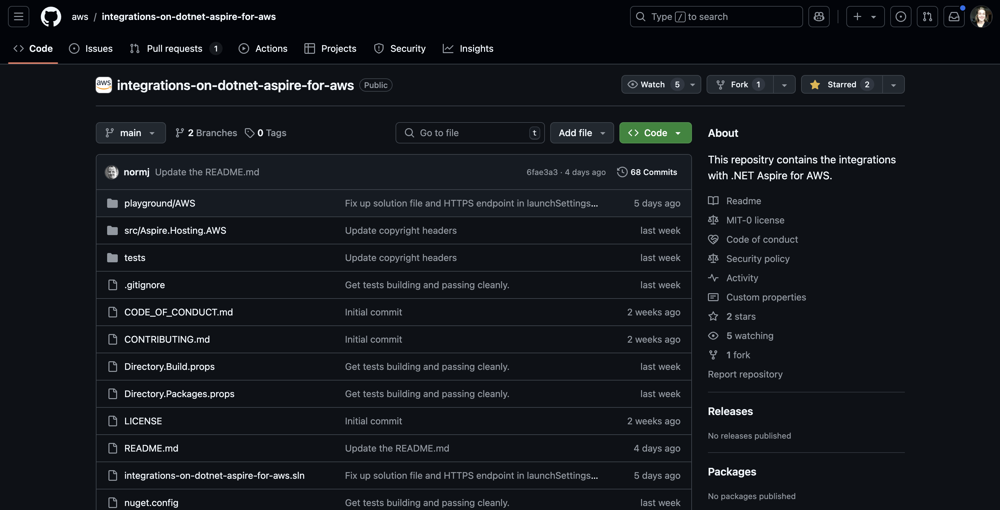 aws / integrations-on-dotnet-aspire-for-aws
Type / to search
Code Issues Pull requests 1 Actions Projects Security Insights
aws integrations-on-dotnet-aspire-for-aws Public
Watch 5 Fork 1 Starred 2
main 2 Branches 0 Tags Go to file t Add file Code
normj Update the README.md 6fae3a3 · 4 days ago 68 Commits
playground/AWS Fix up solution file and HTTPS endpoint in launchSettings... 5 days ago
src/Aspire.Hosting.AWS Update copyright headers last week
tests Update copyright headers last week
.gitignore Get tests building and passing cleanly. last week
CODE_OF_CONDUCT.md Initial commit 2 weeks ago
CONTRIBUTING.md Initial commit 2 weeks ago
Directory.Build.props Get tests building and passing cleanly. last week
Directory.Packages.props Get tests building and passing cleanly. last week
LICENSE Initial commit 2 weeks ago
README.md Update the README.md 4 days ago
integrations-on-dotnet-aspire-for-aws.sln Fix up solution file and HTTPS endpoint in launchSettings... 5 days ago
nuget.config Get tests building and passing cleanly. last week
About
This repositry contains the integrations
with .NET Aspire for AWS.
Readme
MIT-0 license
Code of conduct
Security policy
Activity
Custom properties
2 stars
5 watching
1 fork
Report repository
Releases
No releases published
Packages
No packages published